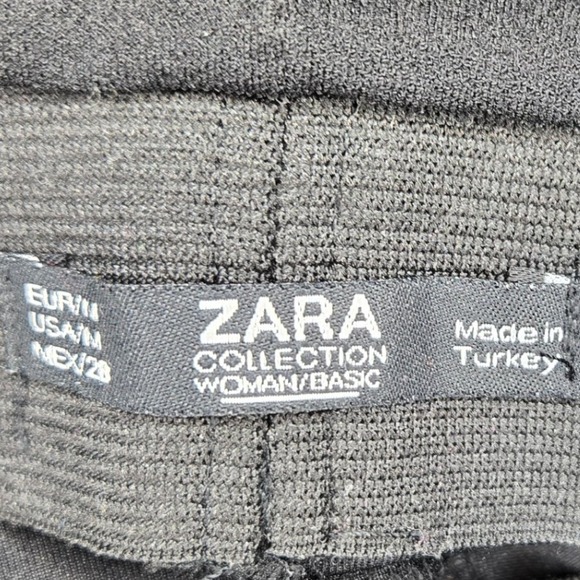 EUR/M
USA/M
MEX/28
ZARA
COLLECTION
WOMAN/BASIC
Made in
Turkey